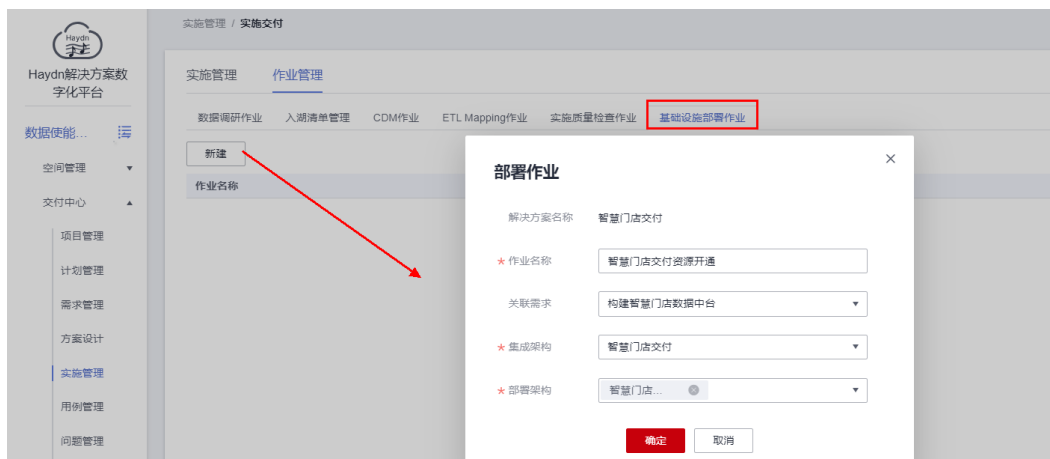 实施管理 / 实施交付
Haydn
Haydn解决方案数
字化平台
数据使能...
空间管理
交付中心
项目管理
计划管理
需求管理
方案设计
实施管理
用例管理
问题管理
实施管理 作业管理
数据调研作业 入湖清单管理 CDM作业 ETL Mapping作业 实施质量检查作业 基础设施部署作业
新建
作业名称
部署作业
解决方案名称 智慧门店交付
* 作业名称 智慧门店交付资源开通
关联需求 构建智慧门店数据中台
* 集成架构 智慧门店交付
* 部署架构 智慧门店...
确定 取消